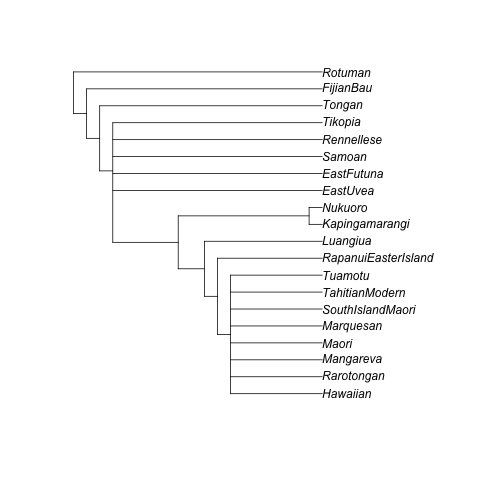 Rotuman
FijianBau
Tongan
Tikopia
Rennellese
Samoan
EastFutuna
EastUvea
Nukuoro
Kapingamarangi
Luangiua
RapanuiEasterIsland
Tuamotu
TahitianModern
SouthIslandMaori
Marquesan
Maori
Mangareva
Rarotongan
Hawaiian